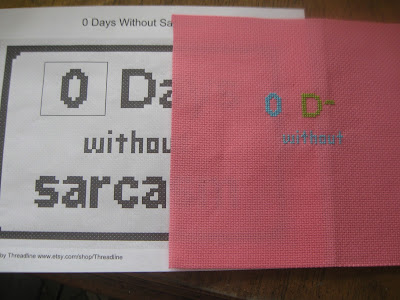 0 Days Without Sa
0 Da
withou
sarca
by Threadline www.etsy.com/shop/Threadline
0 D
without